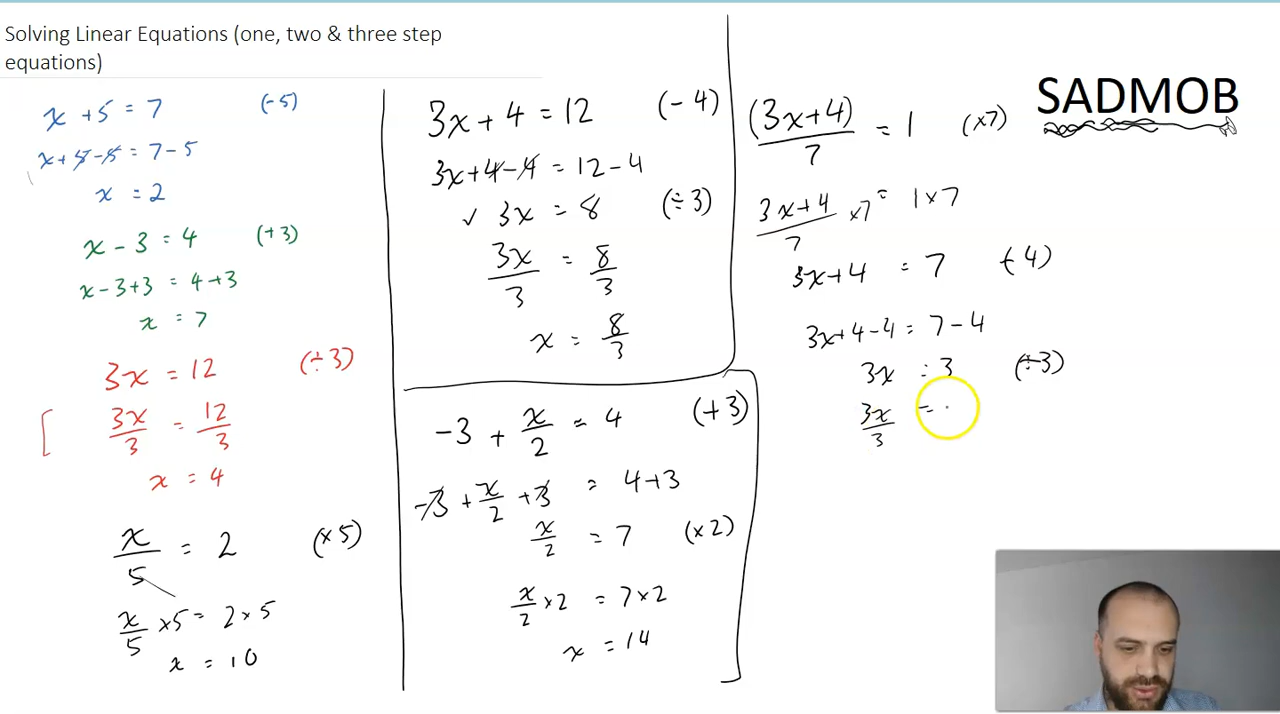 Solving Linear Equations (one, two & three step
equations)
x + 5 = 7 (-5)
x + 5 - 5 = 7 - 5
x = 2
x - 3 = 4 (+3)
x - 3 + 3 = 4 + 3
x = 7
3x = 12 (÷3)
3x/3 = 12/3
x = 4
x/5 = 2 (×5)
x/5 × 5 = 2 × 5
x = 10
3x + 4 = 12 (-4)
3x + 4 - 4 = 12 - 4
✓ 3x = 8 (÷3)
3x/3 = 8/3
x = 8/3
-3 + x/2 = 4 (+3)
-3 + x/2 + 3 = 4 + 3
x/2 = 7 (×2)
x/2 × 2 = 7 × 2
x = 14
SADMOB
(3x + 4)/7 = 1 (×7)
3x + 4/7 × 7 = 1 × 7
3x + 4 = 7 (-4)
3x + 4 - 4 = 7 - 4
3x = 3 (÷3)
3x/3 =